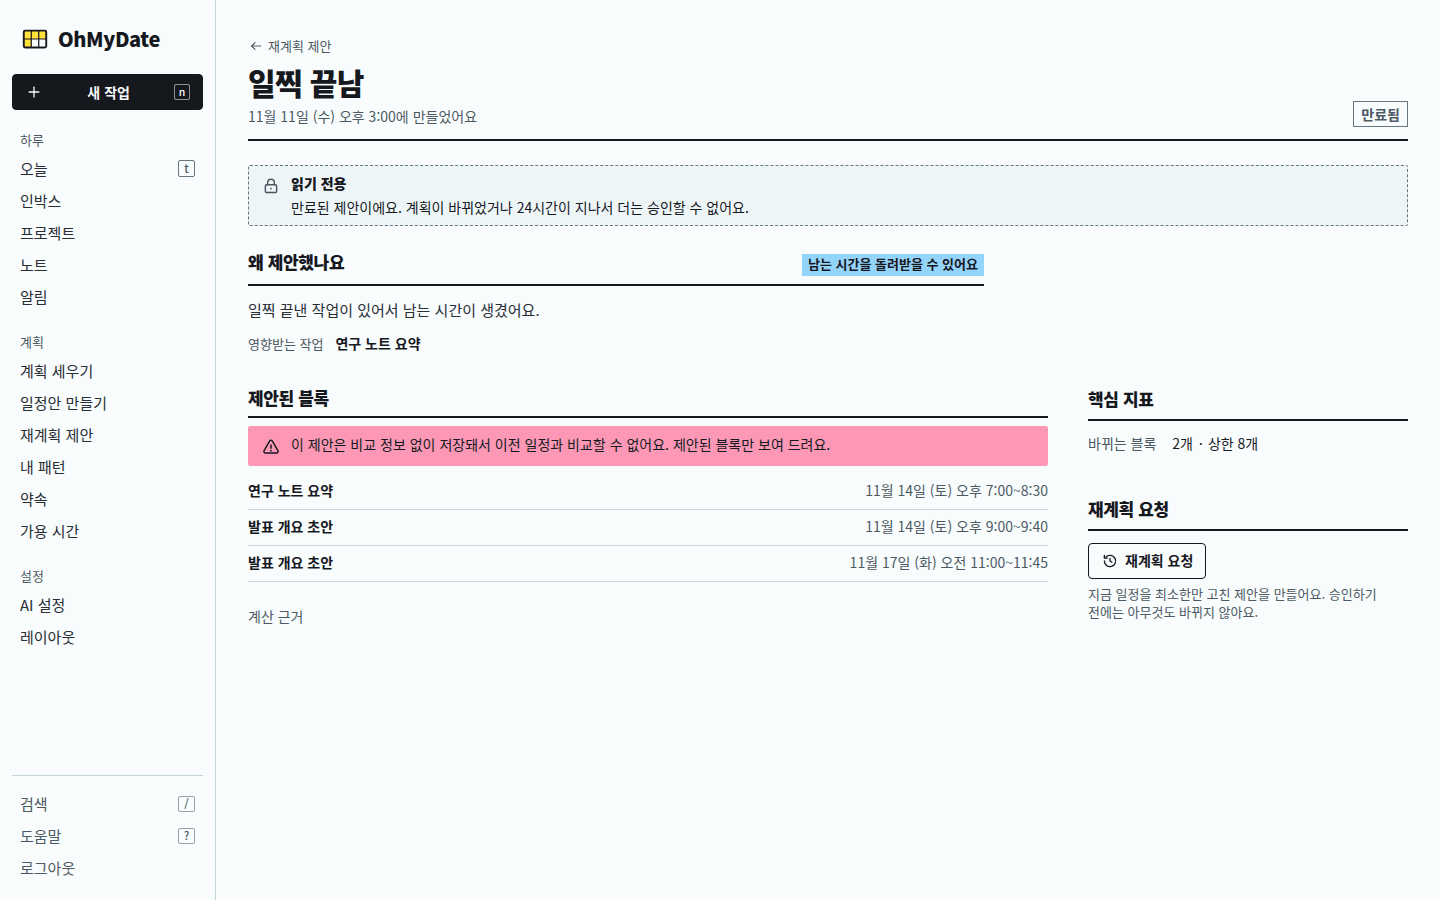 OhMyDate
새 작업 n
하루
오늘 t
인박스
프로젝트
노트
알림
계획
계획 세우기
일정안 만들기
재계획 제안
내 패턴
약속
가용 시간
설정
AI 설정
레이아웃
검색 /
도움말 ?
로그아웃
← 재계획 제안
일찍 끝남
11월 11일 (수) 오후 3:00에 만들었어요
만료됨
읽기 전용
만료된 제안이에요. 계획이 바뀌었거나 24시간이 지나서 더는 승인할 수 없어요.
왜 제안했나요
남는 시간을 돌려받을 수 있어요
일찍 끝낸 작업이 있어서 남는 시간이 생겼어요.
영향받는 작업 연구 노트 요약
제안된 블록
이 제안은 비교 정보 없이 저장돼서 이전 일정과 비교할 수 없어요. 제안된 블록만 보여 드려요.
연구 노트 요약 11월 14일 (토) 오후 7:00~8:30
발표 개요 초안 11월 14일 (토) 오후 9:00~9:40
발표 개요 초안 11월 17일 (화) 오전 11:00~11:45
계산 근거
핵심 지표
바뀌는 블록 2개 · 상한 8개
재계획 요청
재계획 요청
지금 일정을 최소한만 고친 제안을 만들어요. 승인하기
전에는 아무것도 바뀌지 않아요.